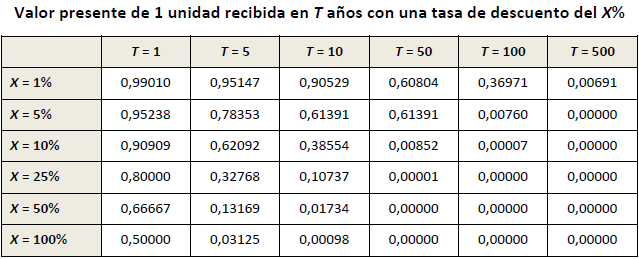 Valor presente de 1 unidad recibida en T años con una tasa de descuento del X%
T = 1 T = 5 T = 10 T = 50 T = 100 T = 500
X = 1% 0,99010 0,95147 0,90529 0,60804 0,36971 0,00691
X = 5% 0,95238 0,78353 0,61391 0,61391 0,00760 0,00000
X = 10% 0,90909 0,62092 0,38554 0,00852 0,00007 0,00000
X = 25% 0,80000 0,32768 0,10737 0,00001 0,00000 0,00000
X = 50% 0,66667 0,13169 0,01734 0,00000 0,00000 0,00000
X = 100% 0,50000 0,03125 0,00098 0,00000 0,00000 0,00000